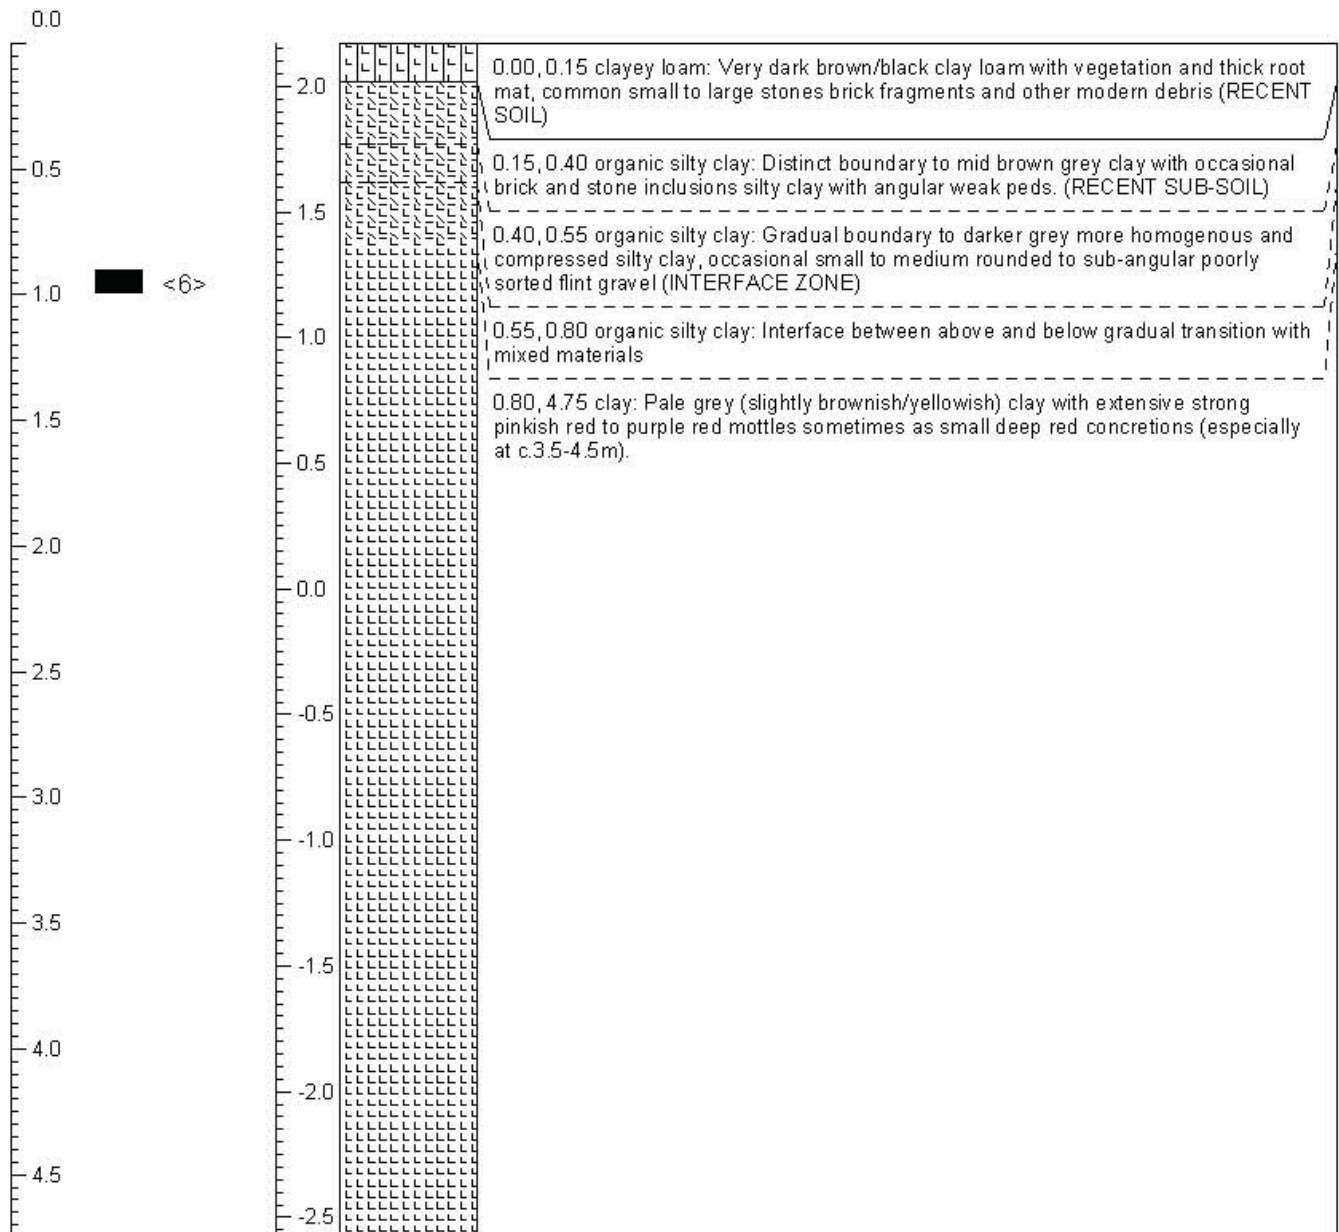 0.0
0.5
1.0
1.5
2.0
2.5
3.0
3.5
4.0
4.5
<6>
2.0
1.5
1.0
0.5
0.0
-0.5
-1.0
-1.5
-2.0
-2.5
0.00, 0.15 clayey loam: Very dark brown/black clay loam with vegetation and thick root
mat, common small to large stones brick fragments and other modern debris (RECENT
SOIL)
0.15, 0.40 organic silty clay: Distinct boundary to mid brown grey clay with occasional
brick and stone inclusions silty clay with angular weak peds. (RECENT SUB-SOIL)
0.40, 0.55 organic silty clay: Gradual boundary to darker grey more homogenous and
compressed silty clay, occasional small to medium rounded to sub-angular poorly
sorted flint gravel (INTERFACE ZONE)
0.55, 0.80 organic silty clay: Interface between above and below gradual transition with
mixed materials
0.80, 4.75 clay: Pale grey (slightly brownish/yellowish) clay with extensive strong
pinkish red to purple red mottles sometimes as small deep red concretions (especially
at c.3.5-4.5m).